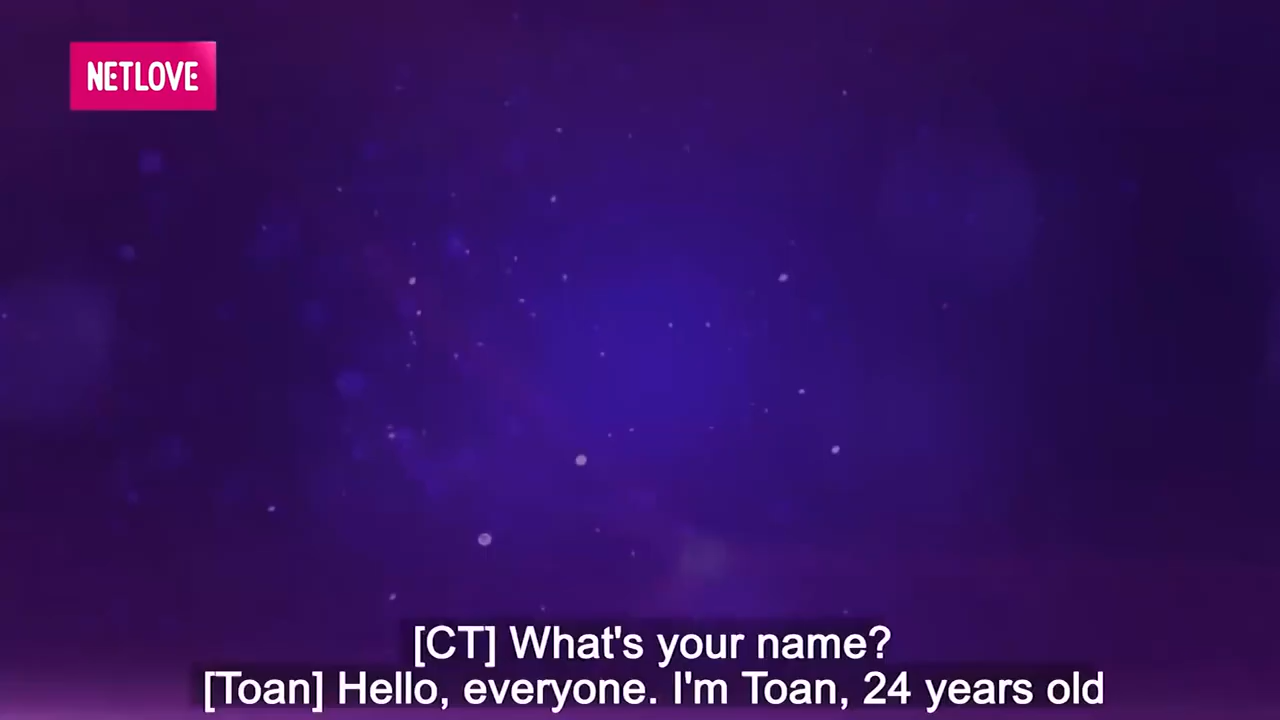 NETLOVE
[CT] What's your name?
[Toan] Hello, everyone. I'm Toan, 24 years old